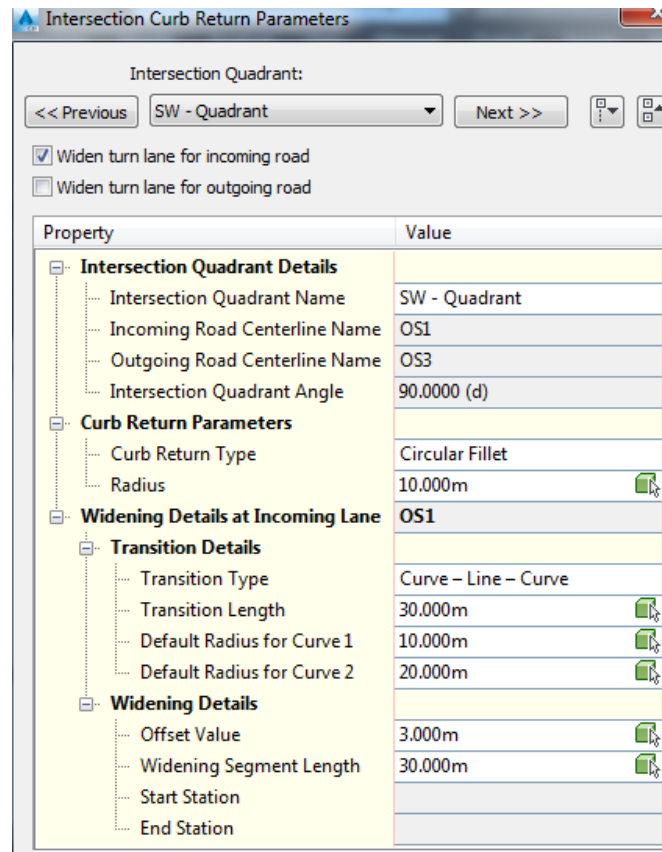 Intersection Curb Return Parameters
Intersection Quadrant:
<< Previous SW - Quadrant Next >>
Widen turn lane for incoming road
Widen turn lane for outgoing road
Property Value
Intersection Quadrant Details
Intersection Quadrant Name SW - Quadrant
Incoming Road Centerline Name OS1
Outgoing Road Centerline Name OS3
Intersection Quadrant Angle 90.0000 (d)
Curb Return Parameters
Curb Return Type Circular Fillet
Radius 10.000m
Widening Details at Incoming Lane OS1
Transition Details
Transition Type Curve – Line – Curve
Transition Length 30.000m
Default Radius for Curve 1 10.000m
Default Radius for Curve 2 20.000m
Widening Details
Offset Value 3.000m
Widening Segment Length 30.000m
Start Station
End Station